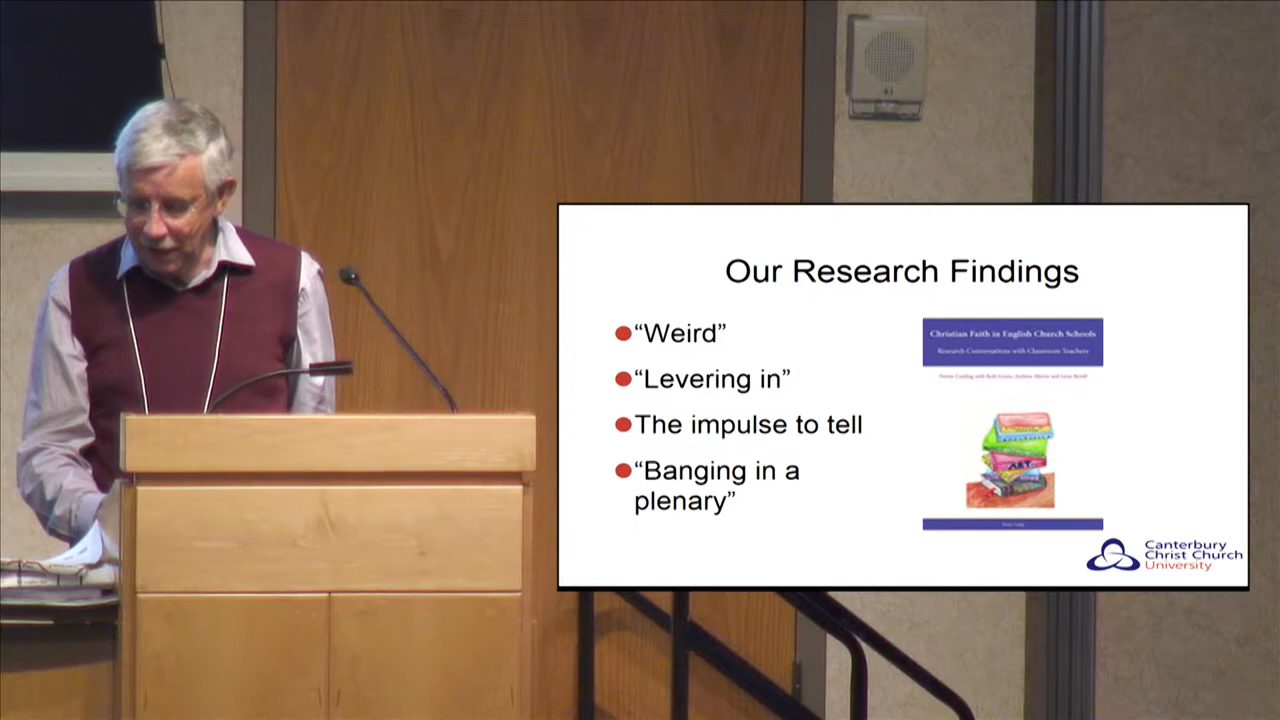 Our Research Findings
“Weird”
“Levering in”
The impulse to tell
“Banging in a
plenary”
Christian Faith in English Church Schools
Research Conversations with Classroom Teachers
ART
Canterbury
Christ Church
University